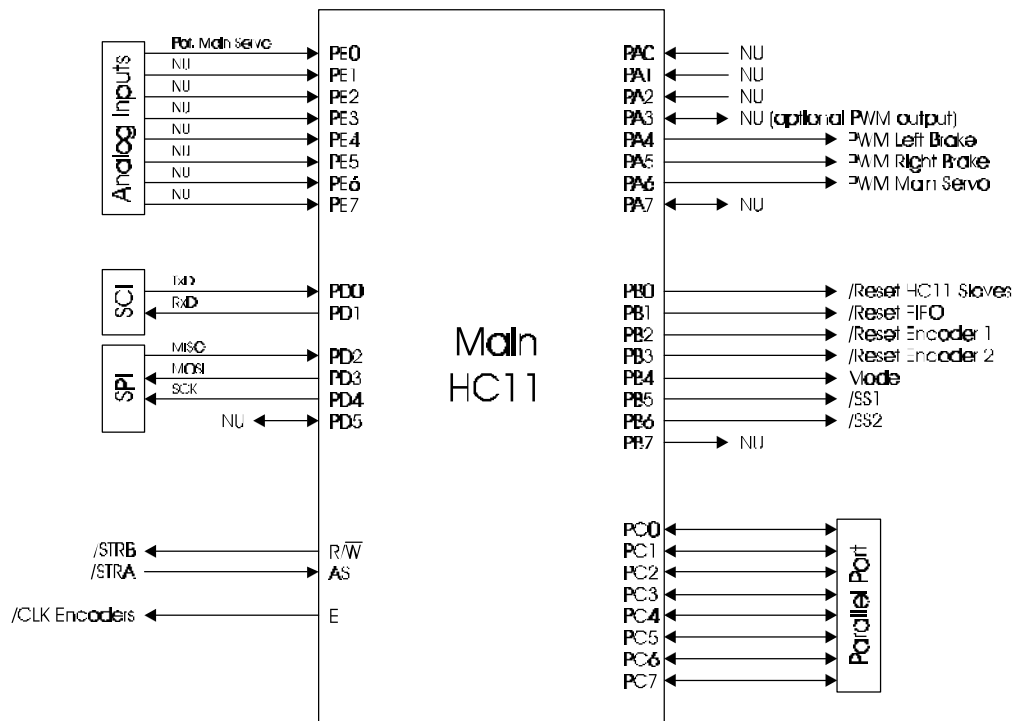 Analog Inputs
Pot. Main Servo
PE0
NU
PE1
NU
PE2
NU
PE3
NU
PE4
NU
PE5
NU
PE6
NU
PE7
SCI
TxD
PD0
RxD
PD1
SPI
MISO
PD2
MOSI
PD3
SCK
PD4
NU
PD5
/STRB
R/W
/STRA
AS
/CLK Encoders
E
Main
HC11
PA0
NU
PA1
NU
PA2
NU
PA3
NU (optional PWM output)
PA4
PWM Left Brake
PA5
PWM Right Brake
PA6
PWM Main Servo
PA7
NU
PB0
/Reset HC11 Slaves
PB1
/Reset FIFO
PB2
/Reset Encoder 1
PB3
/Reset Encoder 2
PB4
Mode
PB5
/SS1
PB6
/SS2
PB7
NU
PC0
PC1
PC2
PC3
PC4
PC5
PC6
PC7
Parallel Port